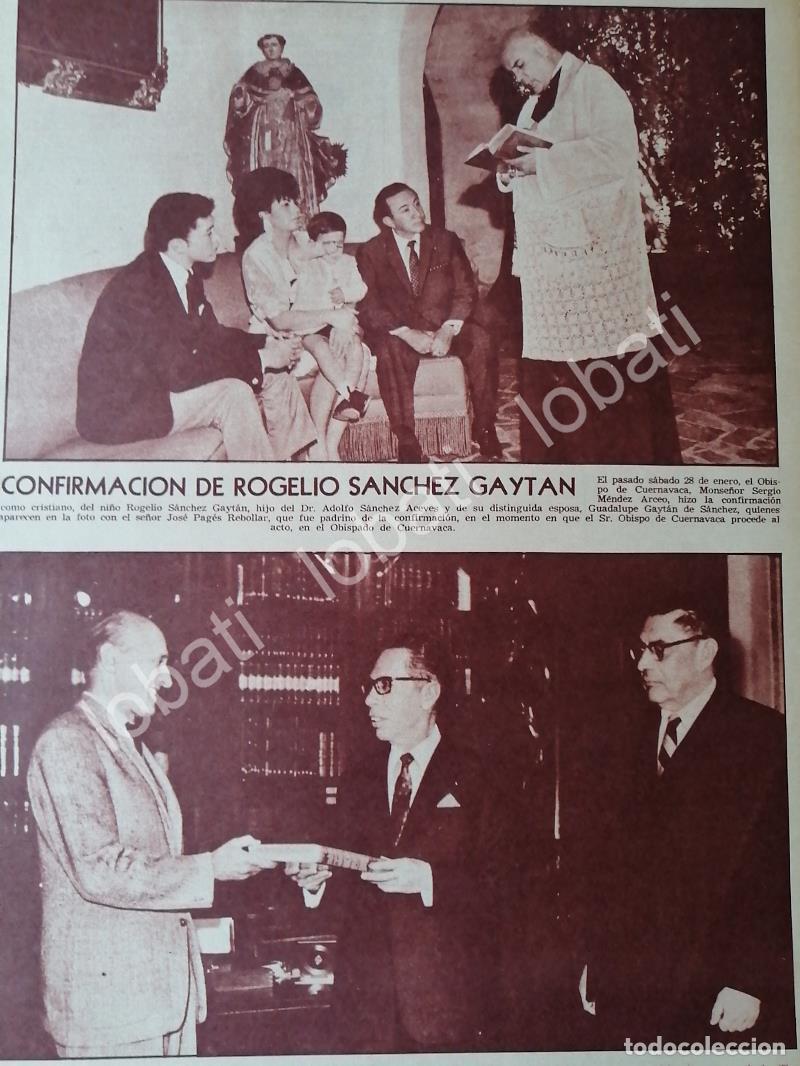 CONFIRMACION DE ROGELIO SANCHEZ GAYTAN
El pasado sábado 28 de enero, el Obis-
po de Cuernavaca, Monseñor Sergio
Méndez Arceo, hizo la confirmación
como cristiano, del niño Rogelio Sánchez Gaytán, hijo del Dr. Adolfo Sánchez Aceves y de su distinguida esposa, Guadalupe Gaytán de Sánchez, quienes
aparecen en la foto con el señor José Pagés Rebollar, que fue padrino de la confirmación, en el momento en que el Sr. Obispo de Cuernavaca procede al
acto, en el Obispado de Cuernavaca.
lobati
lobati
lobati
lobati
lobati
lobati
todocoleccion